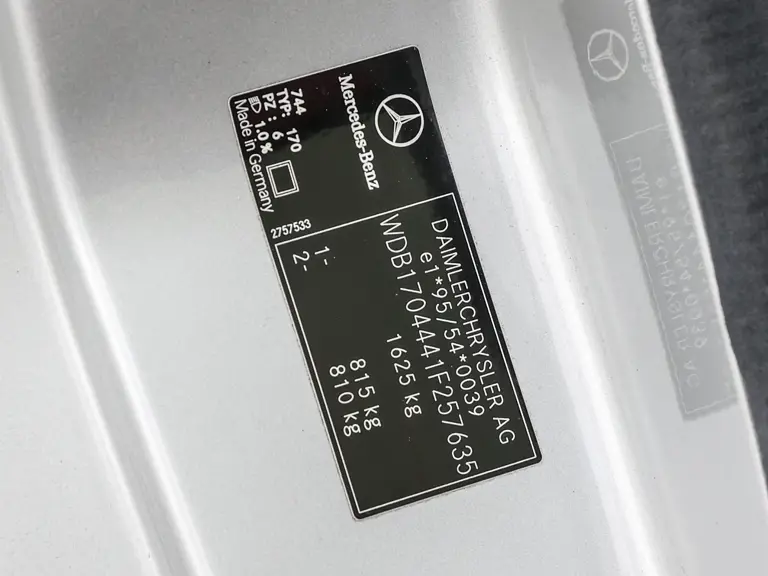 Mercedes-Benz
744
TYP: 170
PZ : 6
1.0%
Made in Germany
2757533
DAIMLERCHRYSLER AG
e1*95/54*0039
WDB1704441F257635
1625 kg
1- 815 kg
2- 810 kg